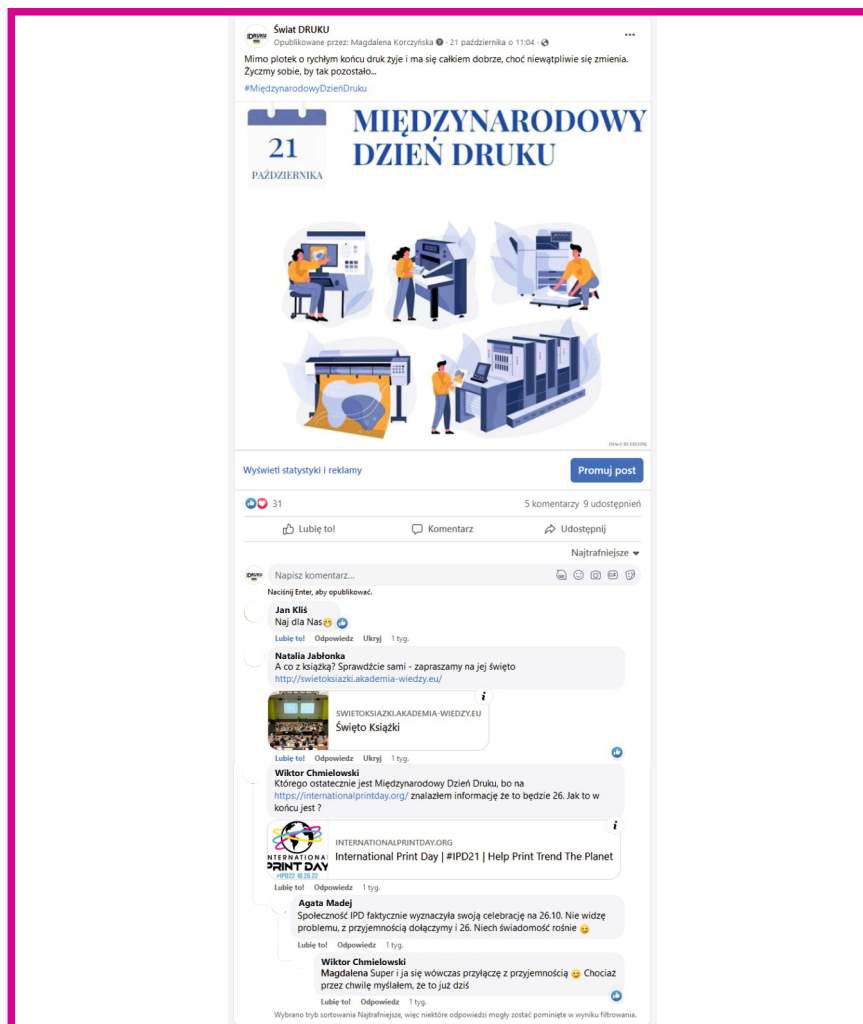 Świat DRUKU
Opublikowane przez: Magdalena Korczyńska · 21 października o 11:04 ·
Mimo plotek o rychłym końcu druk żyje i ma się całkiem dobrze, choć niewątpliwie się zmienia.
Życzmy sobie, by tak pozostało...
#MiędzynarodowyDzieńDruku
MIĘDZYNARODOWY
DZIEŃ DRUKU
21
PAŹDZIERNIKA
IMAGE BY FREEPIK
Wyświetl statystyki i reklamy
Promuj post
31
5 komentarzy 9 udostępnień
Lubię to!
Komentarz
Udostępnij
Najtrafniejsze
Napisz komentarz...
Naciśnij Enter, aby opublikować.
Jan Kliś
Naj dla Nas
Lubię to! Odpowiedz Ukryj 1 tyg.
Natalia Jabłonka
A co z książką? Sprawdźcie sami - zapraszamy na jej święto
http://swietoksiazki.akademia-wiedzy.eu/
SWIETOKSIAZKI.AKADEMIA-WIEDZY.EU
Święto Książki
Lubię to! Odpowiedz Ukryj 1 tyg.
Wiktor Chmielowski
Którego ostatecznie jest Międzynarodowy Dzień Druku, bo na
https://internationalprintday.org/ znalazłem informację że to będzie 26. Jak to w
końcu jest ?
INTERNATIONAL
PRINT DAY
#IPD22 10.26.22
INTERNATIONALPRINTDAY.ORG
International Print Day | #IPD21 | Help Print Trend The Planet
Lubię to! Odpowiedz 1 tyg.
Agata Madej
Społeczność IPD faktycznie wyznaczyła swoją celebrację na 26.10. Nie widzę
problemu, z przyjemnością dołączymy i 26. Niech świadomość rośnie
Lubię to! Odpowiedz 1 tyg.
Wiktor Chmielowski
Magdalena Super i ja się wówczas przyłączę z przyjemnością Chociaż
przez chwilę myślałem, że to już dziś
Lubię to! Odpowiedz 1 tyg.
Wybrano tryb sortowania Najtrafniejsze, więc niektóre odpowiedzi mogły zostać pominięte w wyniku filtrowania.